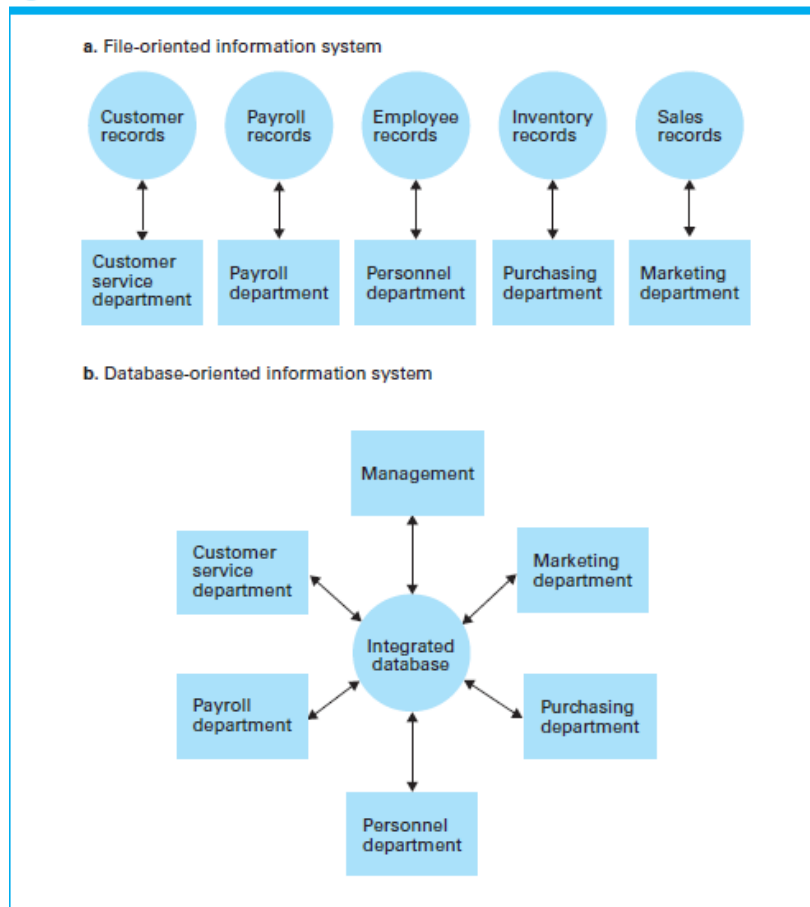 a. File-oriented information system
Customer
records
Payroll
records
Employee
records
Inventory
records
Sales
records
Customer
service
department
Payroll
department
Personnel
department
Purchasing
department
Marketing
department
b. Database-oriented information system
Management
Customer
service
department
Marketing
department
Integrated
database
Payroll
department
Purchasing
department
Personnel
department